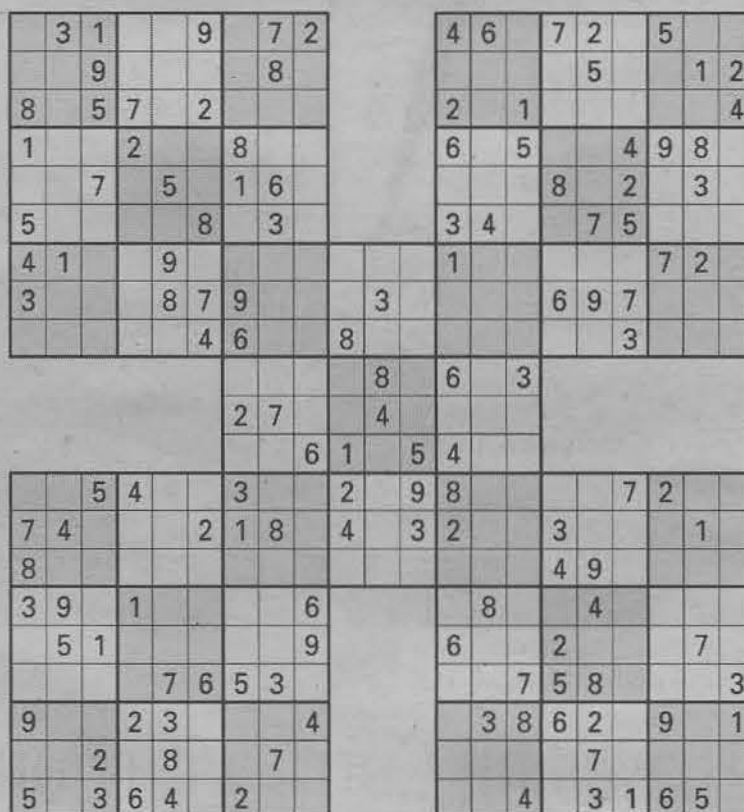 3 1 9 7 2 4 6 7 2 5
9 8 5 1 2
8 5 7 2 2 1 4
1 2 8 6 5 4 9 8
7 5 1 6 8 2 3
5 8 3 3 4 7 5
4 1 9 1 7 2
3 8 7 9 3 6 9 7
4 6 8 3
8 6 3
2 7 4
6 1 5 4
5 4 3 2 9 8 7 2
7 4 2 1 8 4 3 2 3 1
8 4 9
3 9 1 6 8 4
5 1 9 6 2 7
7 6 5 3 7 5 8 3
9 2 3 4 3 8 6 2 9 1
2 8 7 7
5 3 6 4 2 4 3 1 6 5